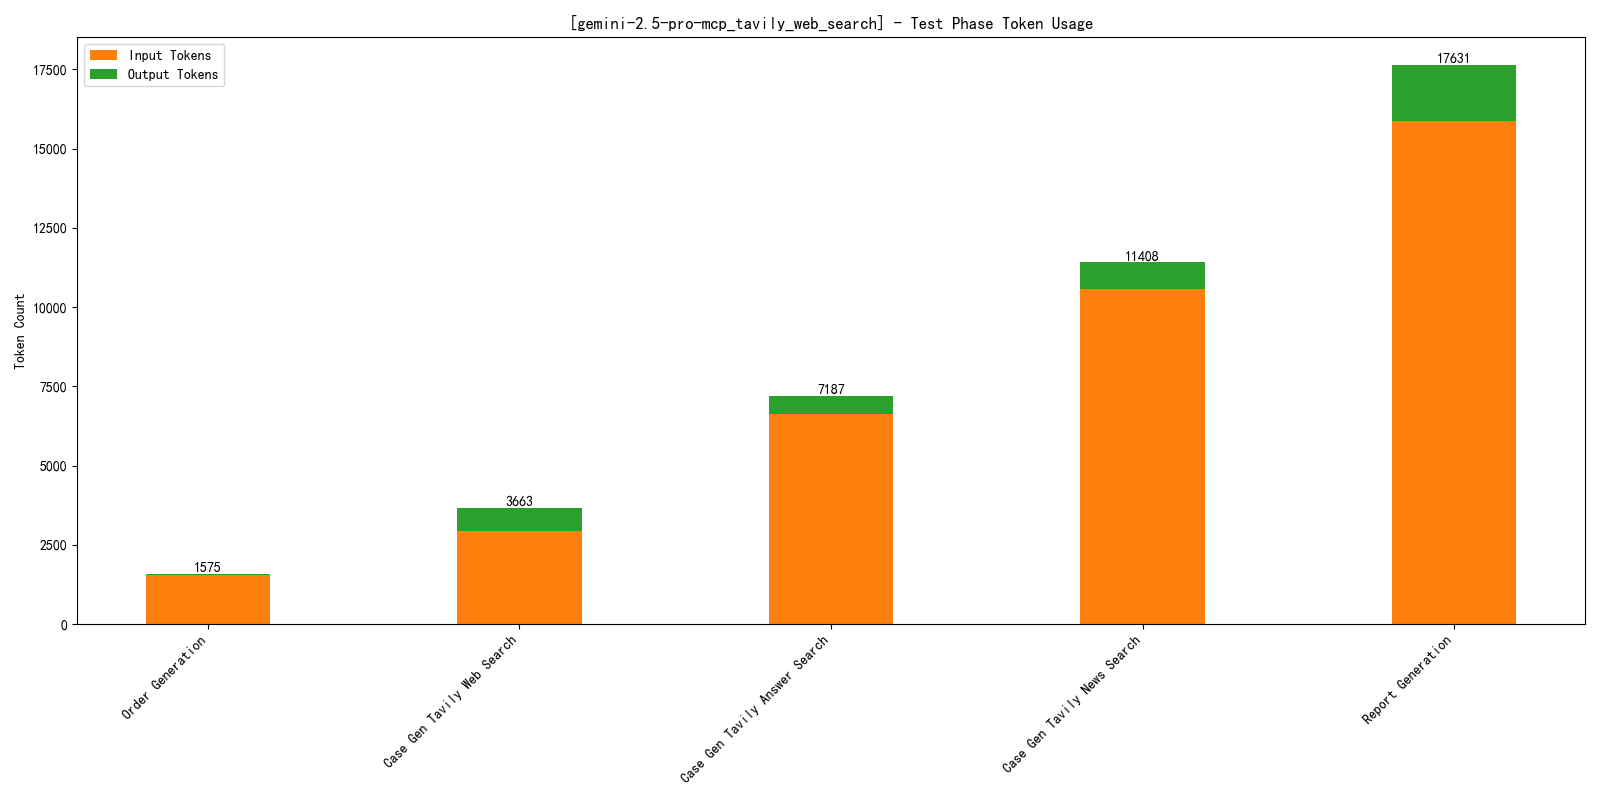 [gemini-2.5-pro-mcp_tavily_web_search] - Test Phase Token Usage
Input Tokens
Output Tokens
Token Count
17500
15000
12500
10000
7500
5000
2500
0
1575
3663
7187
11408
17631
Order Generation
Case Gen Tavily Web Search
Case Gen Tavily Answer Search
Case Gen Tavily News Search
Report Generation